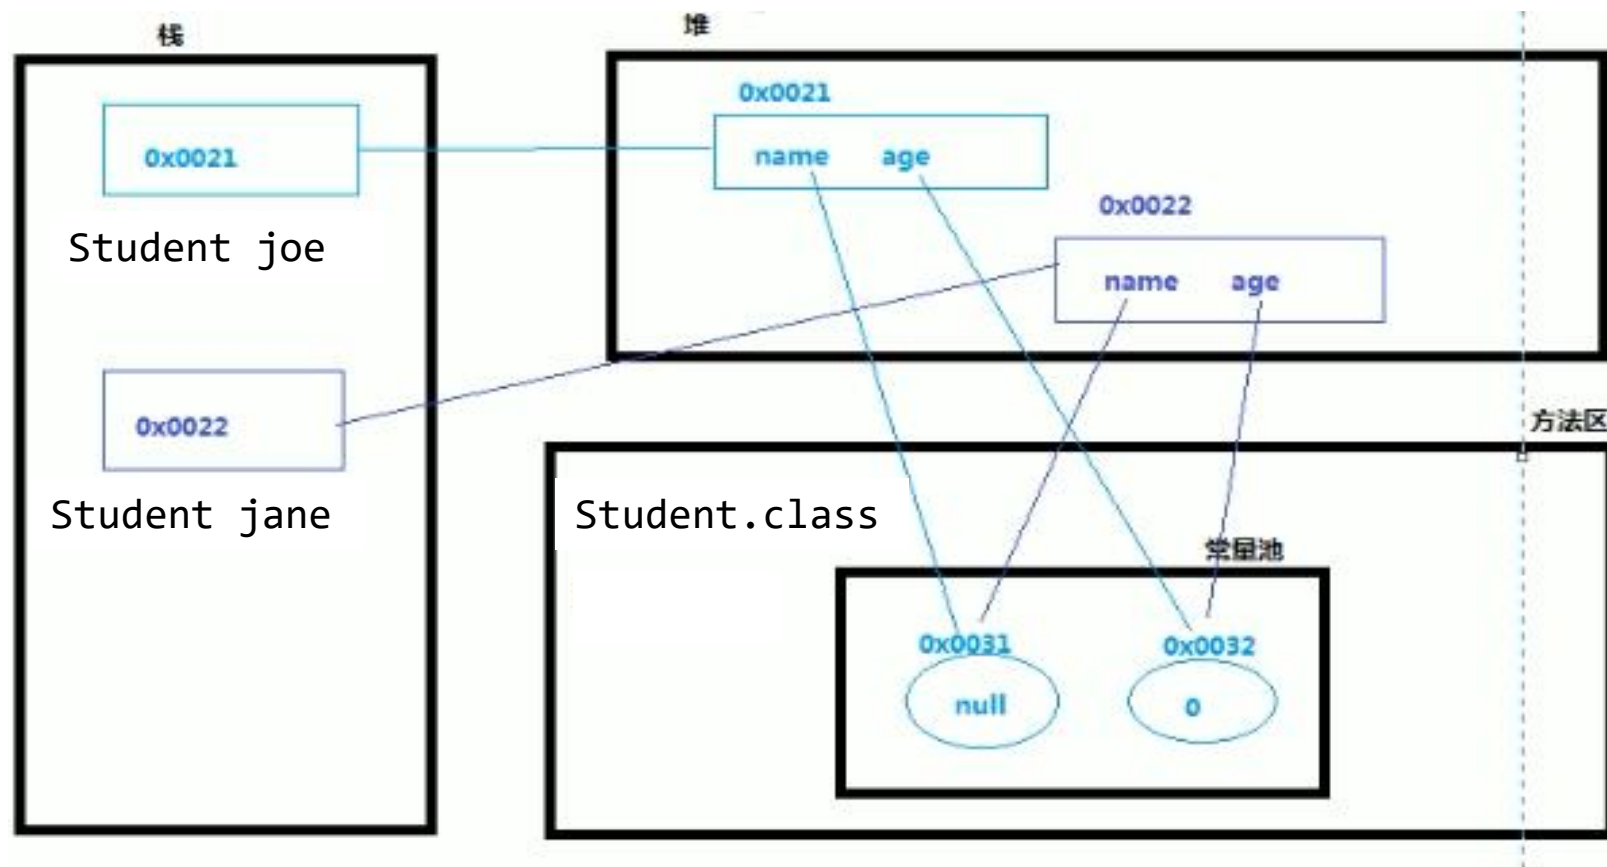 栈
0x0021
Student joe
0x0022
Student jane
堆
0x0021
name age
0x0022
name age
方法区
Student.class
常量池
0x0031 0x0032
null 0